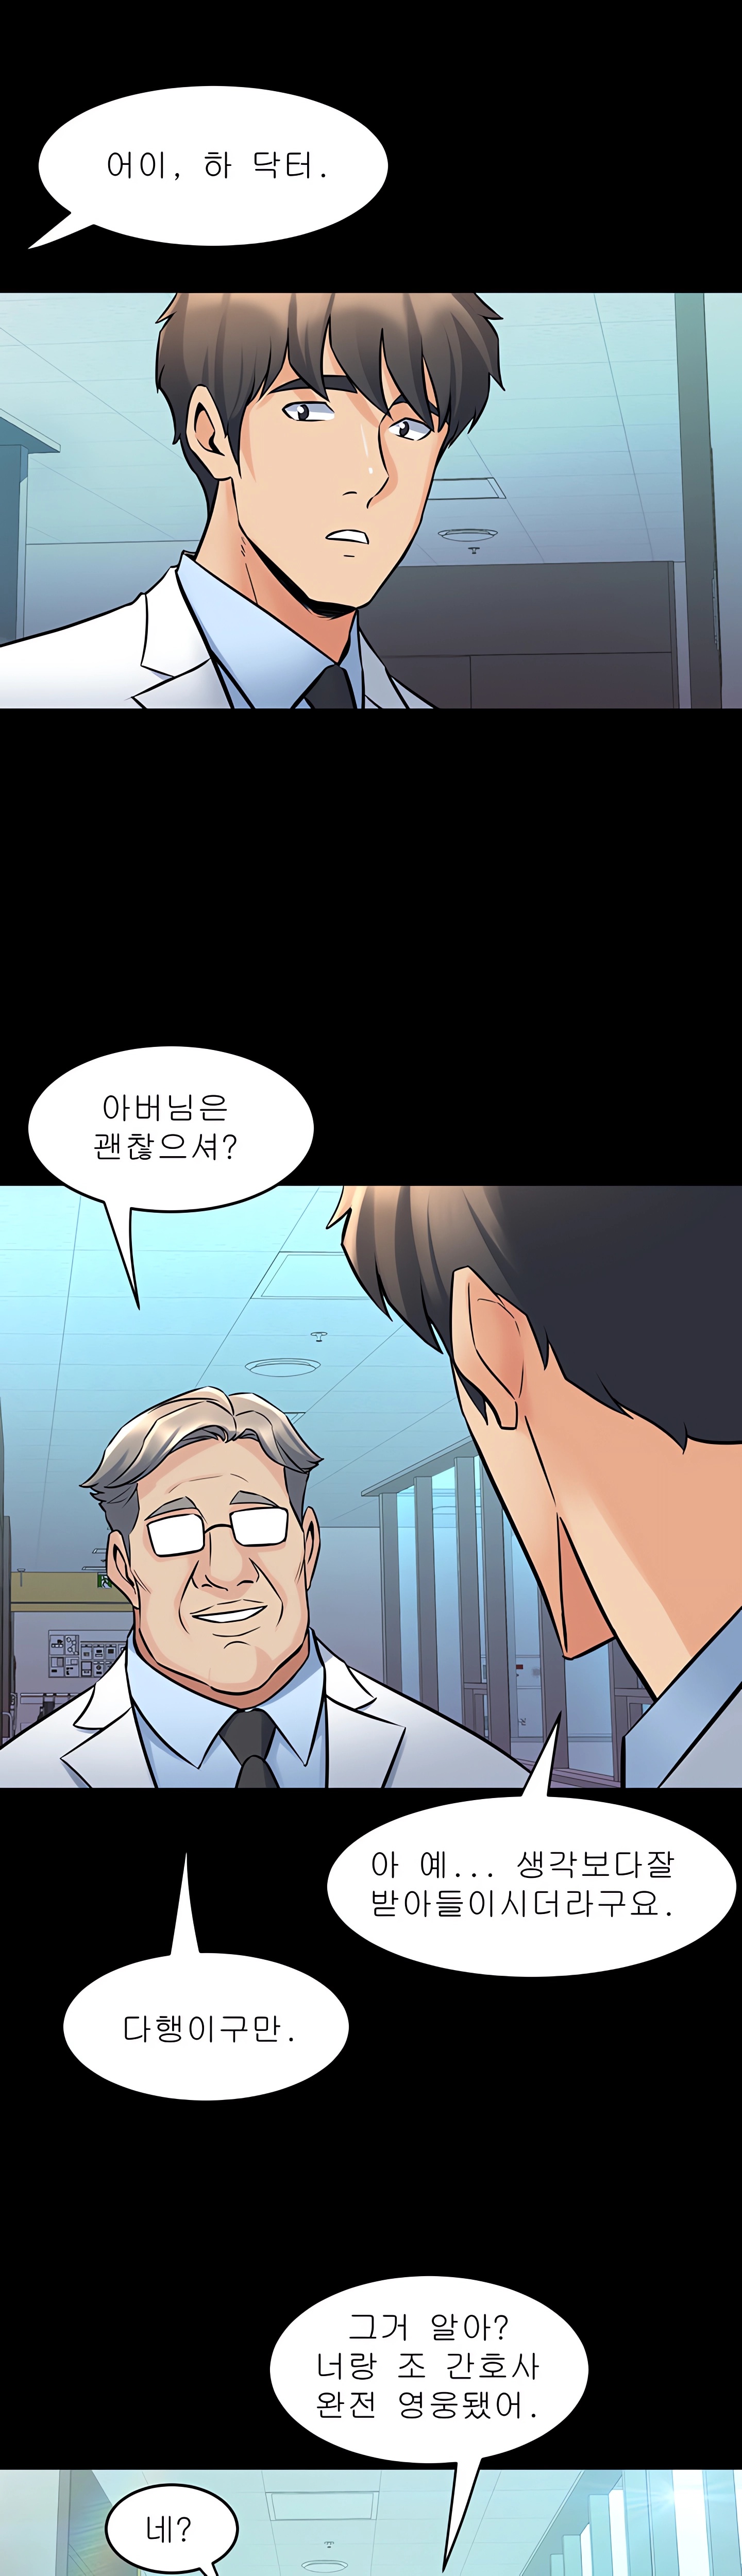 어이, 하 닥터.
아버님은
괜찮으셔?
아 예... 생각보다잘
받아들이시더라구요.
다행이구만.
그거 알아?
너랑 조 간호사
완전 영웅됐어.
네?